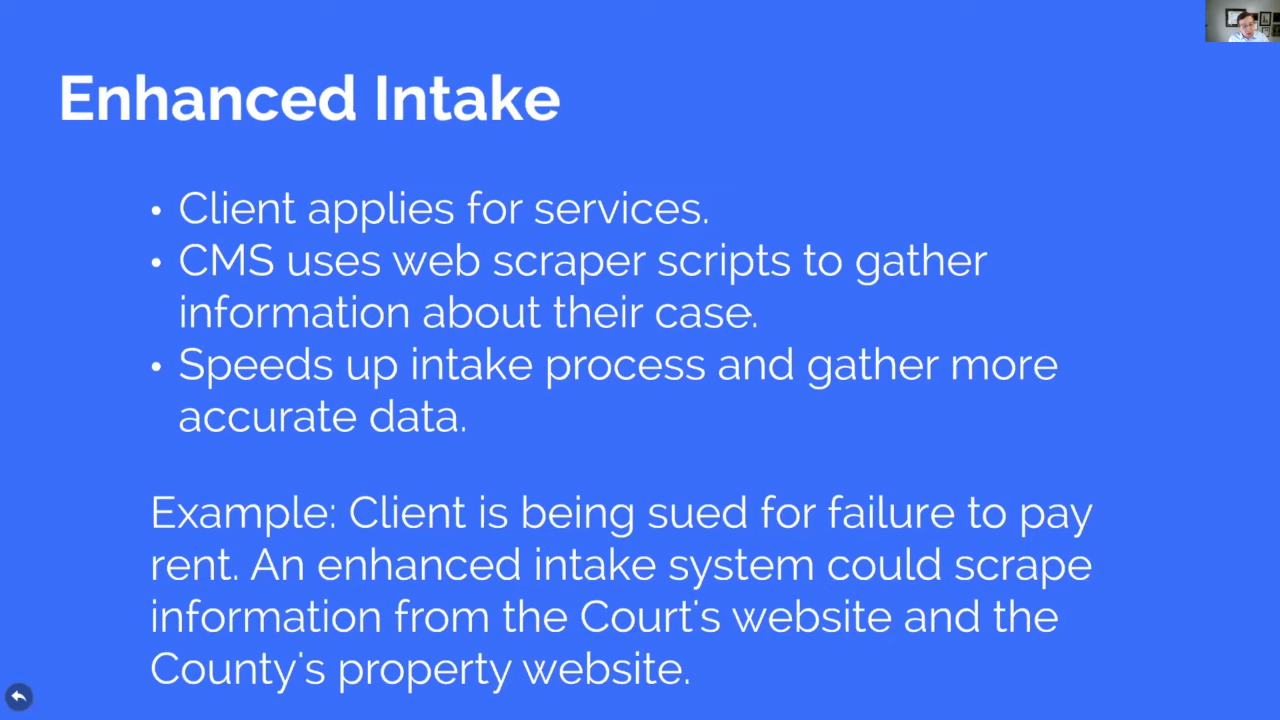 Enhanced Intake
• Client applies for services.
• CMS uses web scraper scripts to gather
information about their case.
• Speeds up intake process and gather more
accurate data.
Example: Client is being sued for failure to pay
rent. An enhanced intake system could scrape
information from the Court's website and the
County's property website.